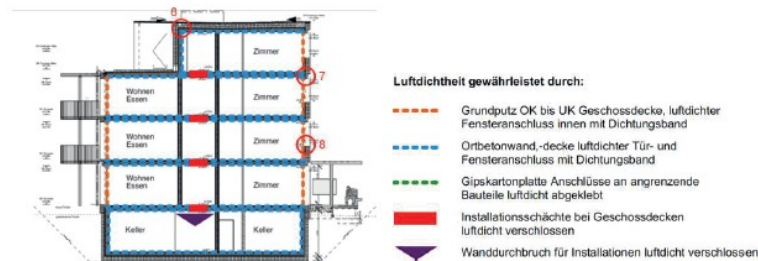 6
Zimmer
7
Wohnen
Essen
Zimmer
Wohnen
Essen
Zimmer
8
Wohnen
Essen
Zimmer
Keller
Keller
Luftdichtheit gewährleistet durch:
Grundputz OK bis UK Geschossdecke, luftdichter
Fensteranschluss innen mit Dichtungsband
Ortbetonwand,-decke luftdichter Tür- und
Fensteranschluss mit Dichtungsband
Gipskartonplatte Anschlüsse an angrenzende
Bauteile luftdicht abgeklebt
Installationsschächte bei Geschossdecken
luftdicht verschlossen
Wanddurchbruch für Installationen luftdicht verschlossen